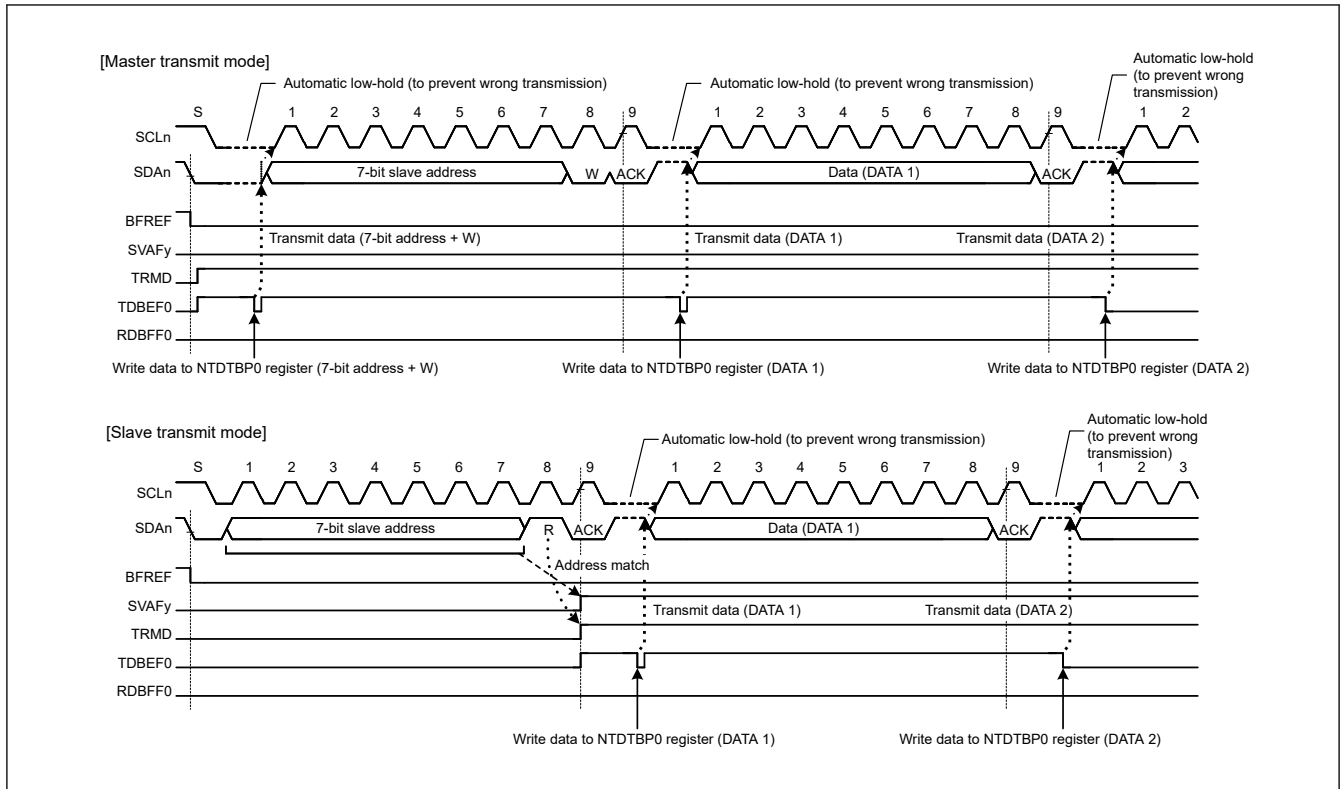 [Master transmit mode]
Automatic low-hold (to prevent wrong transmission)
Automatic low-hold (to prevent wrong transmission)
Automatic low-hold
(to prevent wrong
transmission)
S 1 2 3 4 5 6 7 8 9 1 2 3 4 5 6 7 8 9 1 2
SCLn
SDAn 7-bit slave address W ACK Data (DATA 1) ACK
BFREF
Transmit data (7-bit address + W) Transmit data (DATA 1) Transmit data (DATA 2)
SVAFy
TRMD
TDBEF0
RDBFF0
Write data to NTDTBP0 register (7-bit address + W) Write data to NTDTBP0 register (DATA 1) Write data to NTDTBP0 register (DATA 2)
[Slave transmit mode]
Automatic low-hold (to prevent wrong transmission)
Automatic low-hold
(to prevent wrong
transmission)
S 1 2 3 4 5 6 7 8 9 1 2 3 4 5 6 7 8 9 1 2 3
SCLn
SDAn 7-bit slave address R ACK Data (DATA 1) ACK
Address match
BFREF
SVAFy Transmit data (DATA 1) Transmit data (DATA 2)
TRMD
TDBEF0
RDBFF0
Write data to NTDTBP0 register (DATA 1) Write data to NTDTBP0 register (DATA 2)